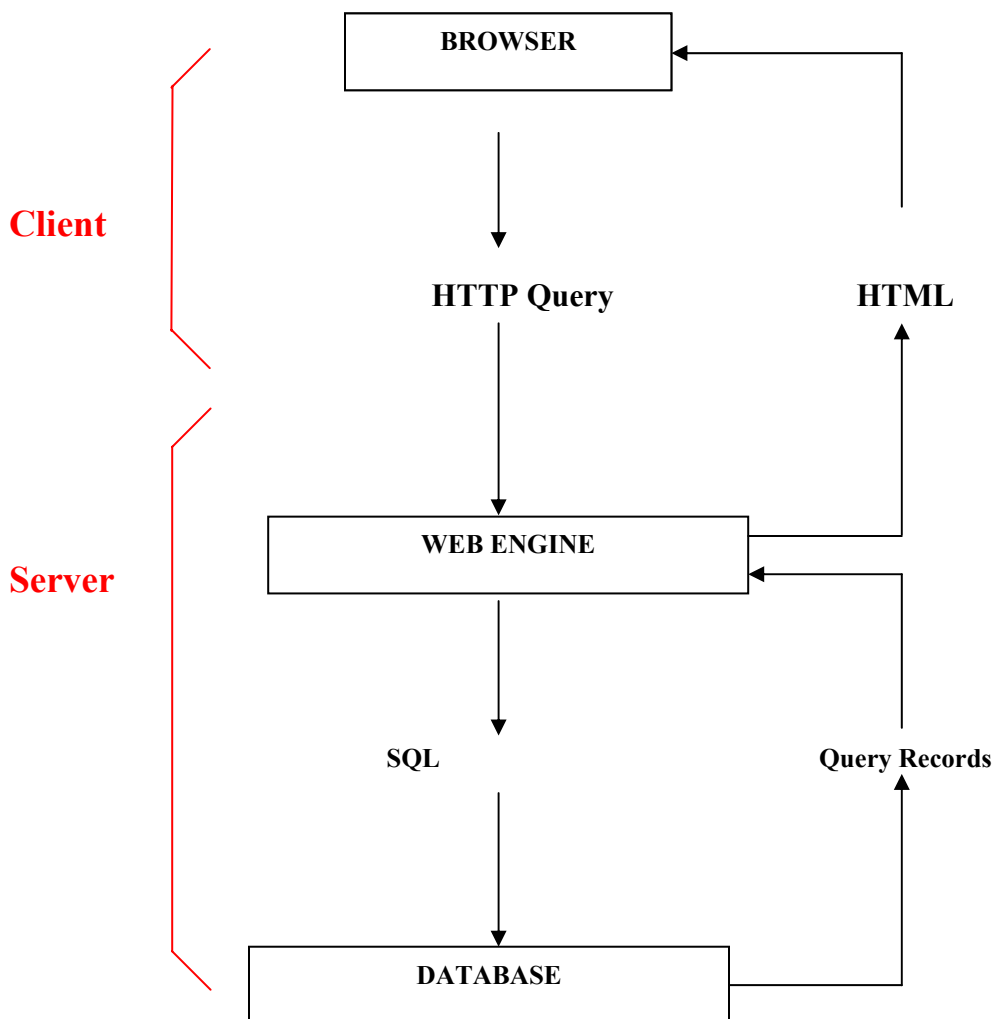 BROWSER
Client
HTTP Query
HTML
WEB ENGINE
Server
SQL
Query Records
DATABASE